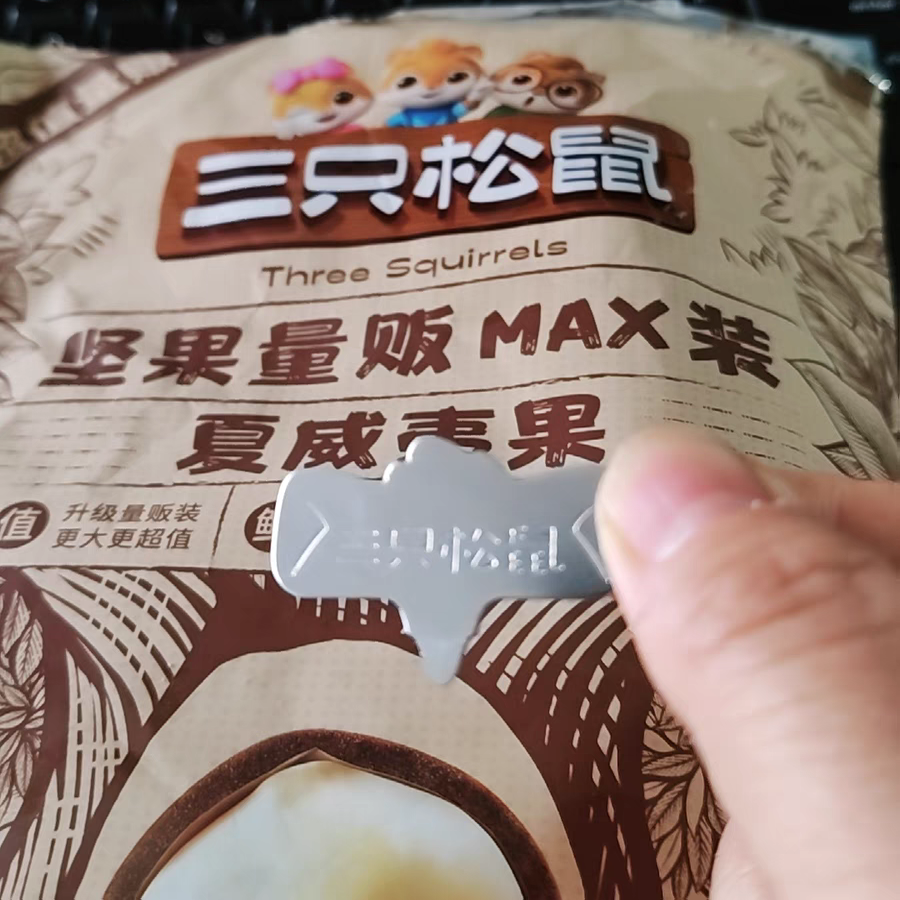 三只松鼠
Three Squirrels
坚果量贩MAX装
夏威夷果
值 升级量贩装
更大更超值
三只松鼠